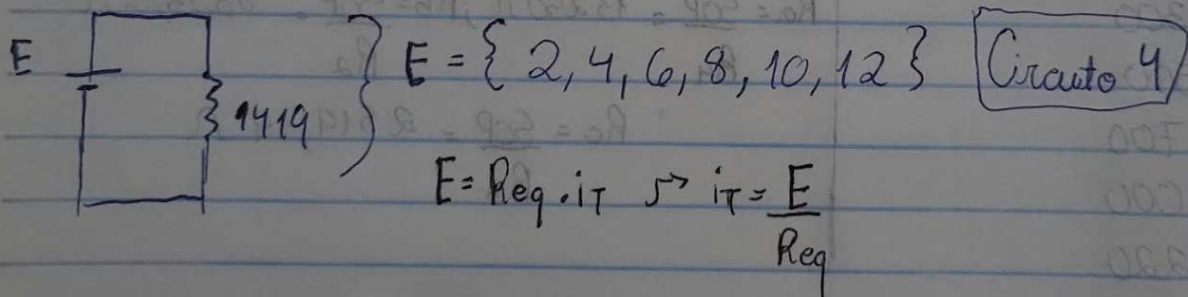 E
1419
E = { 2, 4, 6, 8, 10, 12 }
Circuito 4
E = Req . iT → iT = E / Req